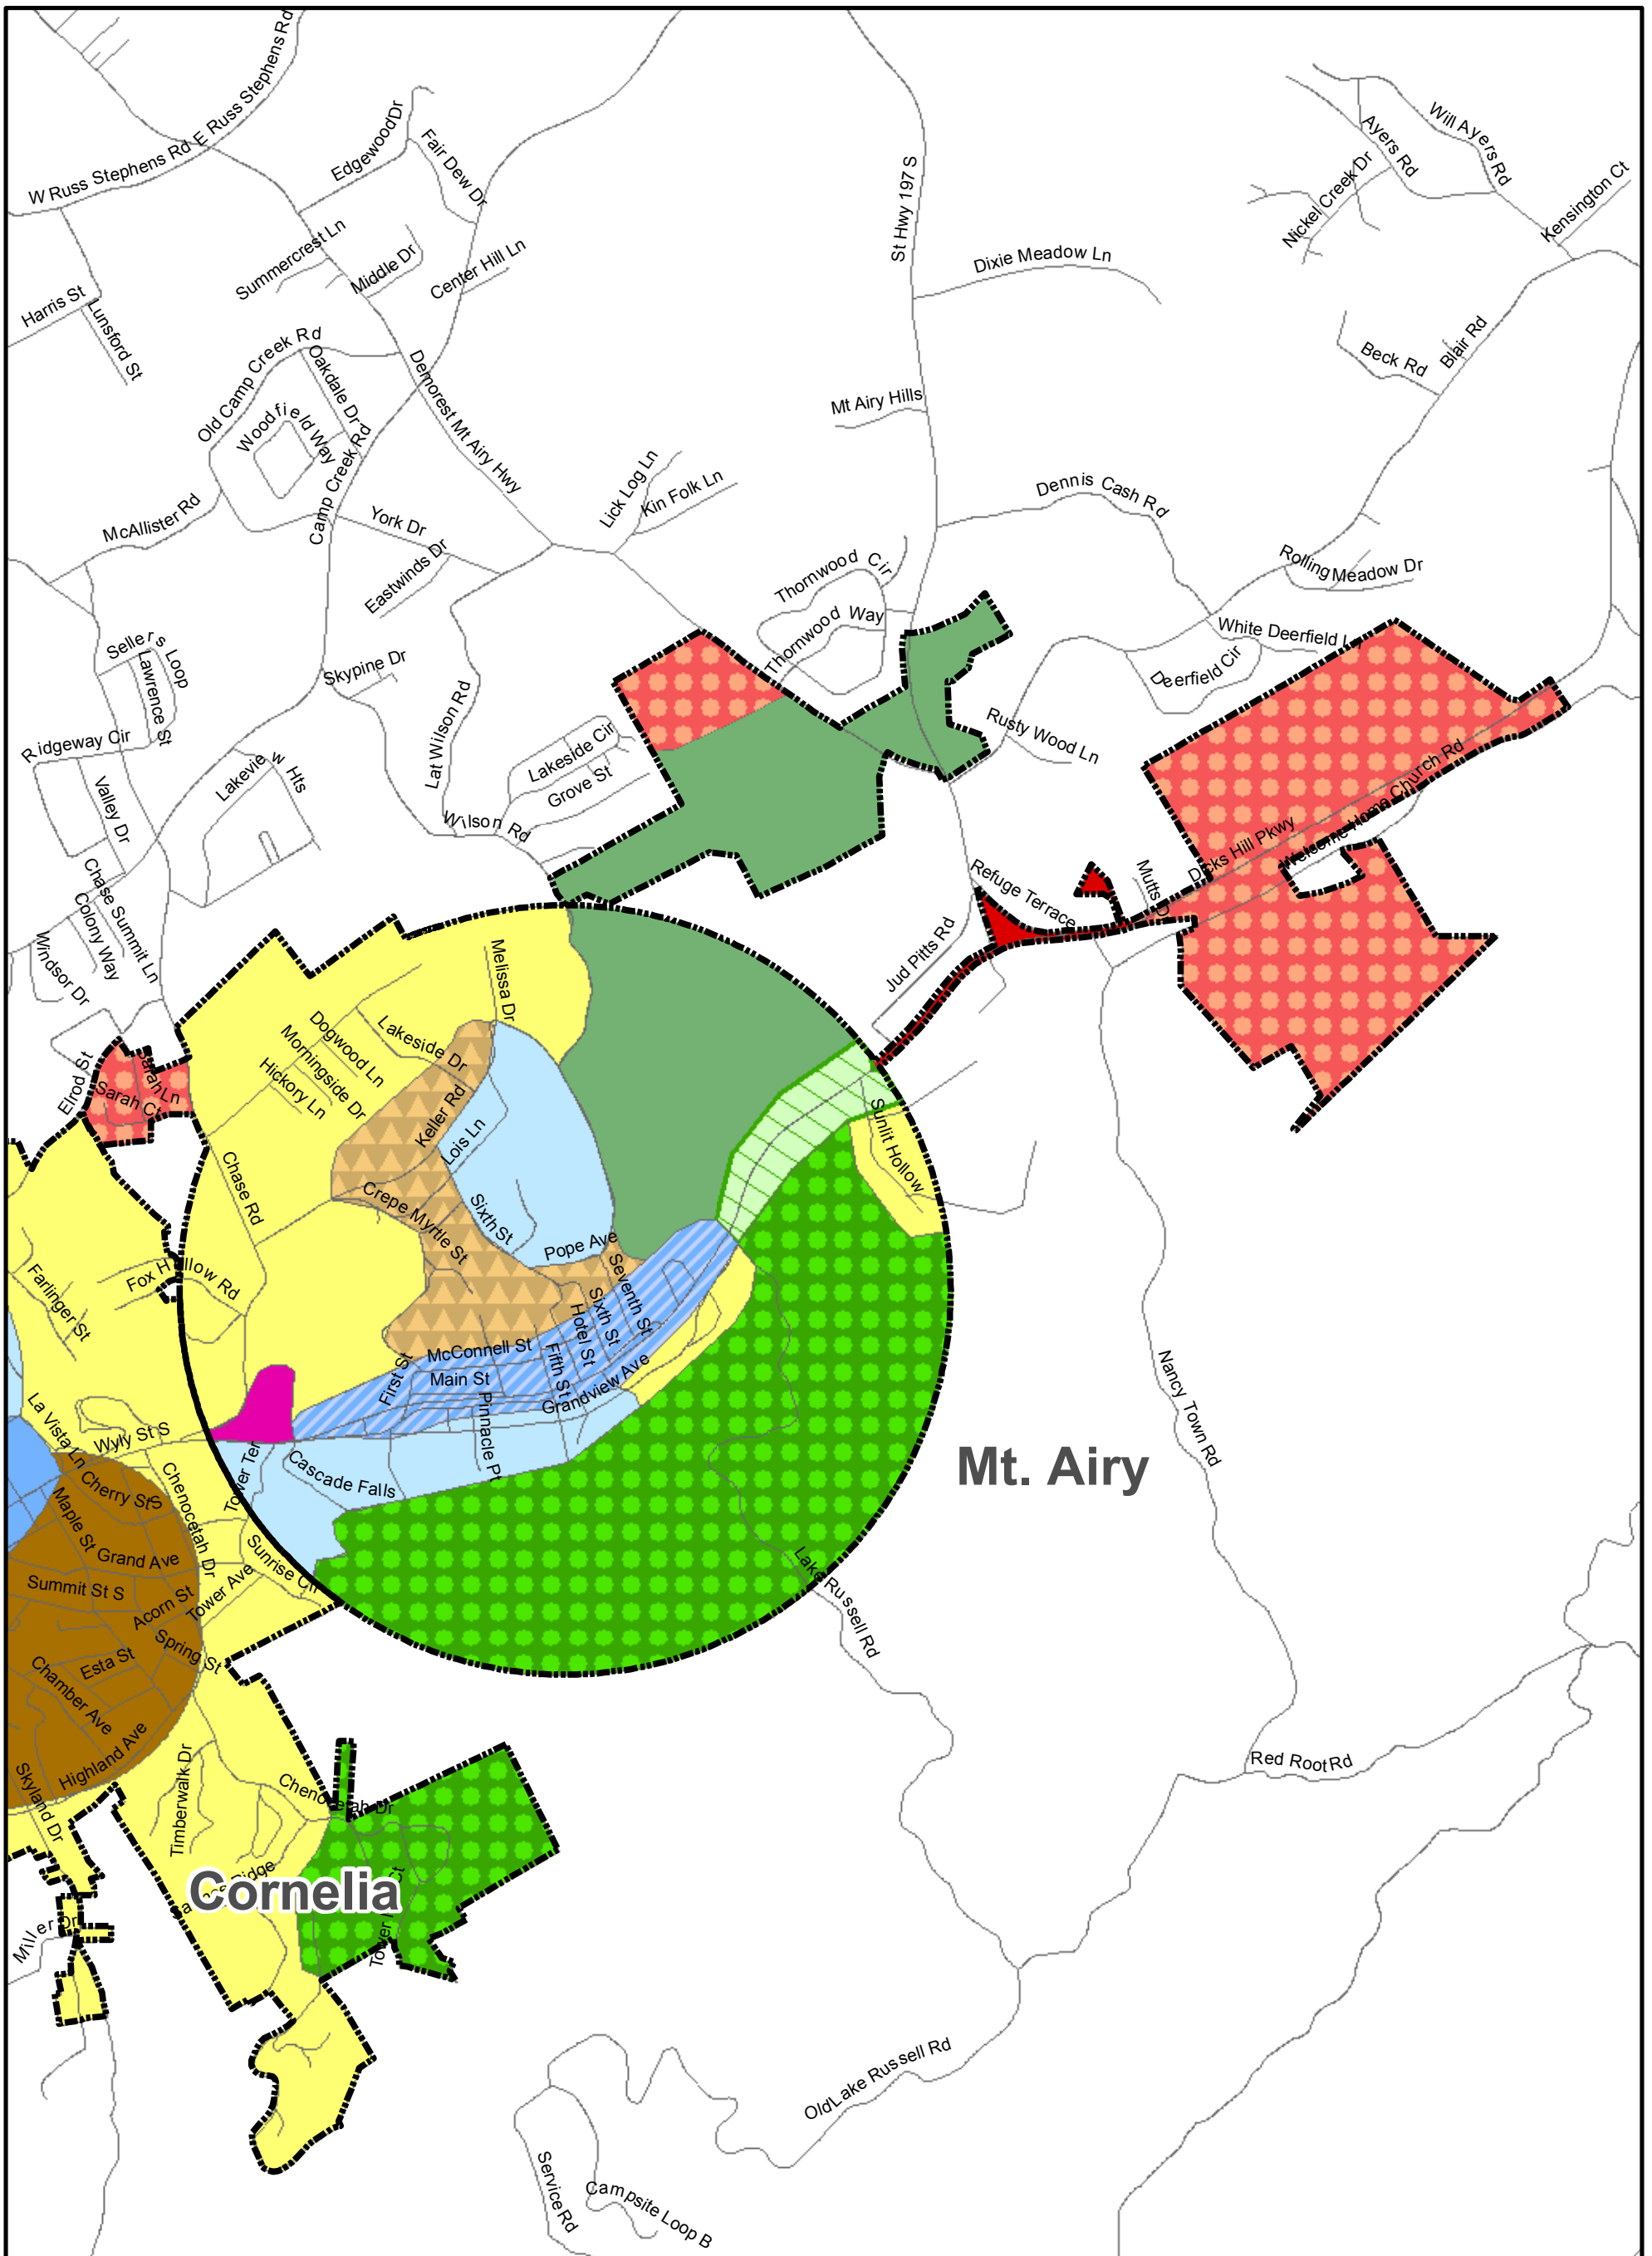 W Russ Stephens Rd
E Russ Stephens Rd
Edgewood Dr
Fair Dew Dr
Summercrest Ln
Middle Dr
Center Hill Ln
Harris St
Lunsford St
Old Camp Creek Rd
Oakdale Dr
Woodfield Way
Camp Creek Rd
Demorest Mt Airy Hwy
McAllister Rd
York Dr
Eastwinds Dr
Lick Log Ln
Kin Folk Ln
St Hwy 197 S
Dixie Meadow Ln
Mt Airy Hills
Dennis Cash Rd
Will Ayers Rd
Ayers Rd
Nickel Creek Dr
Kensington Ct
Beck Rd
Blair Rd
Rolling Meadow Dr
Thornwood Cir
Thornwood Way
White Deerfield
Deerfield Cir
Rusty Wood Ln
Sellers Loop
Lawrence St
Skypine Dr
Lat Wilson Rd
Ridgeway Cir
Valley Dr
Lakeview Hts
Lakeside Cir
Grove St
Wilson Rd
Chase Summit Ln
Colony Way
Windsor Dr
Welcome Home Church Rd
Dicks Hill Pkwy
Mutts D
Refuge Terrace
Jud Pitts Rd
Melissa Dr
Lakeside Dr
Dogwood Ln
Morningside Dr
Hickory Ln
Elrod St
Sarah Ln
Sarah Ct
Keller Rd
Lois Ln
Chase Rd
Crepe Myrtle St
Sixth St
Pope Ave
Seventh St
Sixth St
Hotel St
Fifth St
Sunlit Hollow
Fox Hollow Rd
Farlinger St
McConnell St
Main St
First St
Grandview Ave
Pinnacle Pt
La Vista Ln
Wyly St S
Cherry St S
Chenocetah Dr
Tower Ter
Cascade Falls
Maple St
Grand Ave
Summit St S
Acorn St
Tower Ave
Sunrise Cir
Spring St
Esta St
Chamber Ave
Highland Ave
Skyland Dr
Mt. Airy
Nancy Town Rd
Lake Russell Rd
Red Root Rd
Timberwalk Dr
Chenocetah Dr
Cornelia
Miller Dr
Old Lake Russell Rd
Service Rd
Campsite Loop B